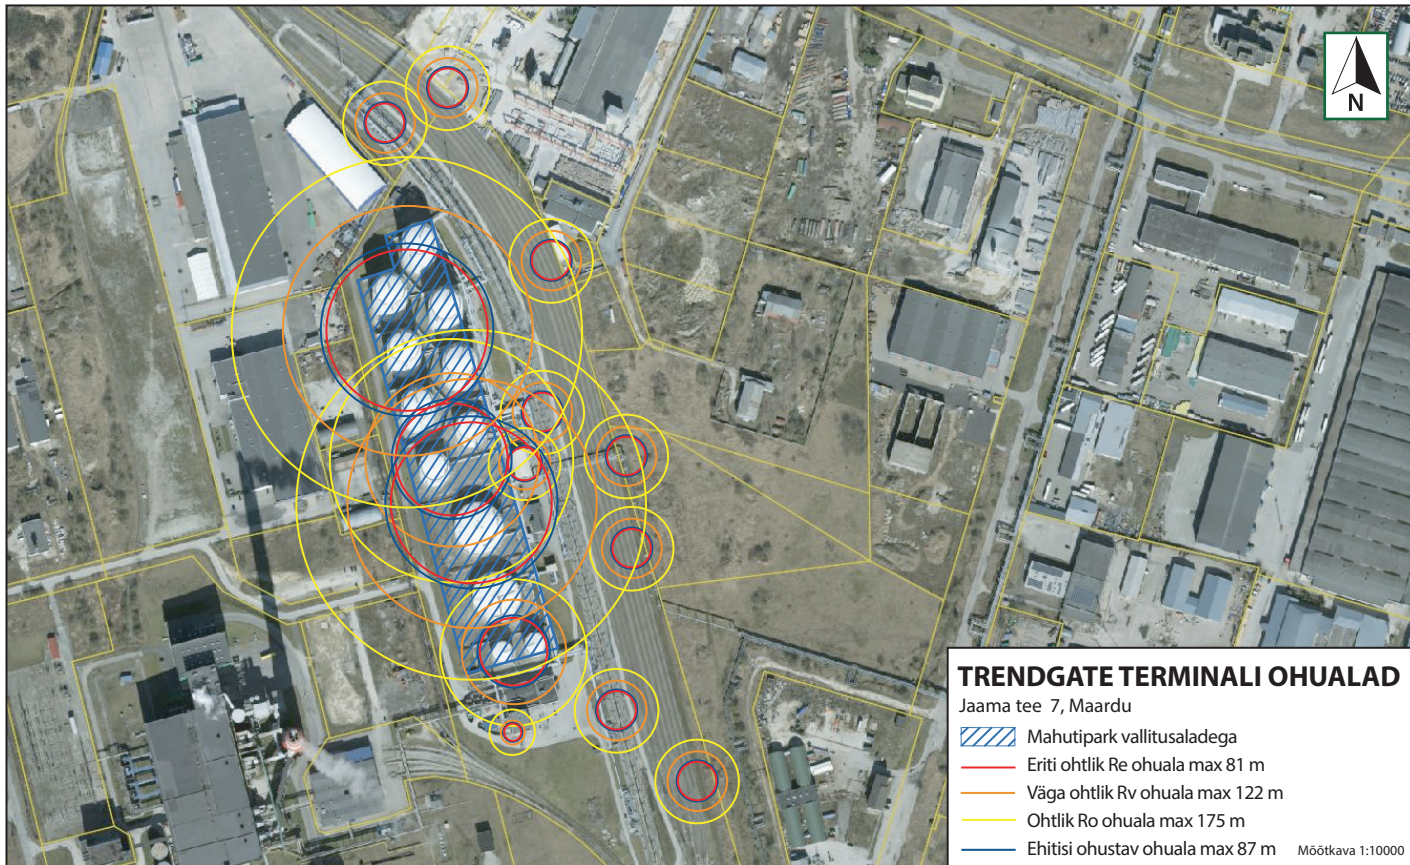 N
TRENDGATE TERMINALI OHUALAD
Jaama tee 7, Maardu
Mahutipark vallitusaladega
Eriti ohtlik Re ohuala max 81 m
Väga ohtlik Rv ohuala max 122 m
Ohtlik Ro ohuala max 175 m
Ehitisi ohustav ohuala max 87 m
Möötkava 1:10000